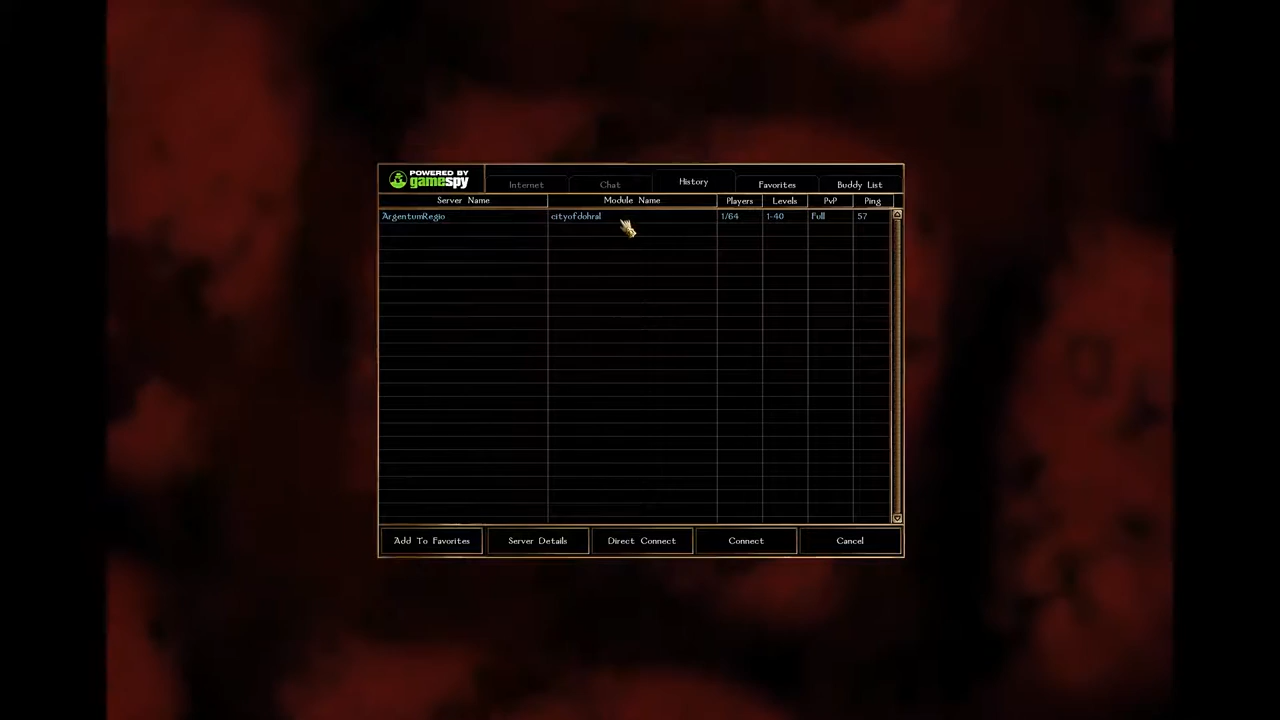 POWERED BY
gamespy
Internet Chat History Favorites Buddy List
Server Name Module Name Players Levels PvP Ping
ArgentumRegio cityofdohral 1/64 1-40 Full 57
Add To Favorites Server Details Direct Connect Connect Cancel